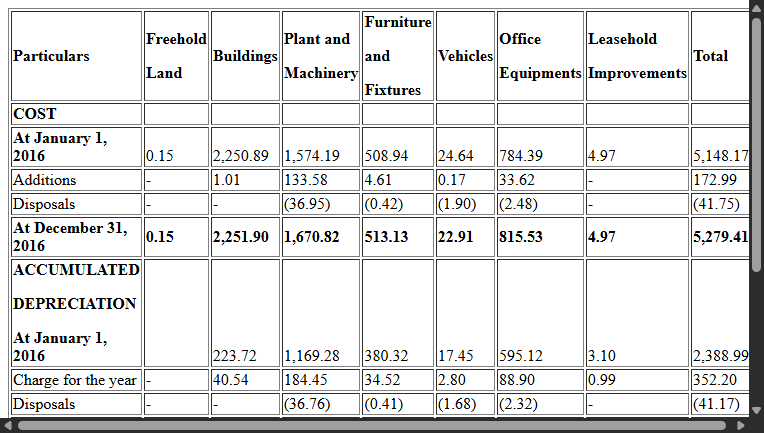 Particulars Freehold Land Buildings Plant and Machinery Furniture and Fixtures Vehicles Office Equipments Leasehold Improvements Total
COST
At January 1, 2016 0.15 2,250.89 1,574.19 508.94 24.64 784.39 4.97 5,148.17
Additions - 1.01 133.58 4.61 0.17 33.62 - 172.99
Disposals - - (36.95) (0.42) (1.90) (2.48) - (41.75)
At December 31, 2016 0.15 2,251.90 1,670.82 513.13 22.91 815.53 4.97 5,279.41
ACCUMULATED
DEPRECIATION
At January 1, 2016 223.72 1,169.28 380.32 17.45 595.12 3.10 2,388.99
Charge for the year - 40.54 184.45 34.52 2.80 88.90 0.99 352.20
Disposals - - (36.76) (0.41) (1.68) (2.32) - (41.17)